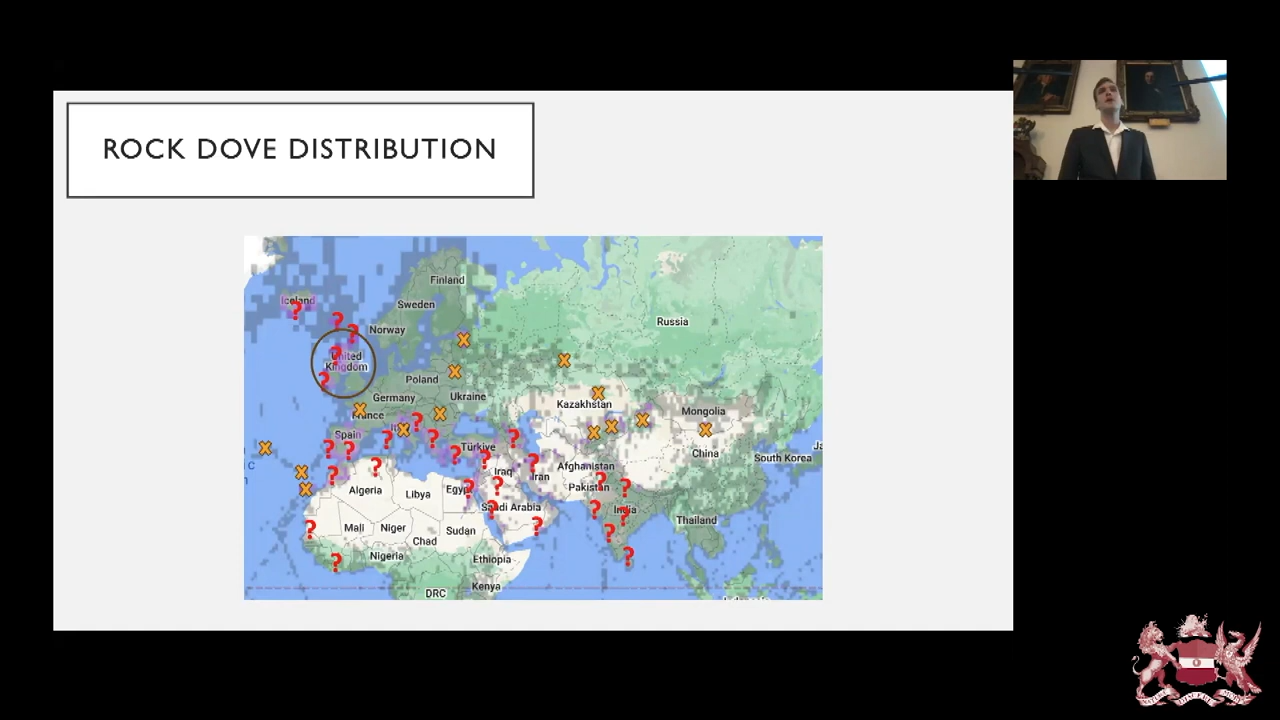 ROCK DOVE DISTRIBUTION
Finland
Iceland
Sweden
Russia
Norway
United
Kingdom
Poland
Germany
Ukraine
Kazakhstan
France
Mongolia
Spain
Türkiye
China
South Korea
Afghanistan
Iraq
Iran
Pakistan
Algeria
Libya
Egypt
Saudi Arabia
India
Thailand
Mali
Niger
Sudan
Chad
Nigeria
Ethiopia
Kenya
DRC